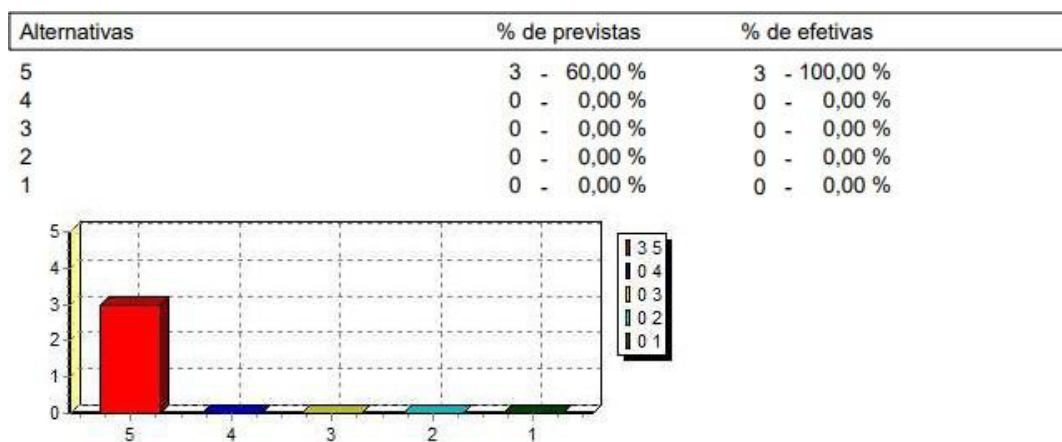 Alternativas % de previstas % de efetivas
5 3 - 60,00 % 3 - 100,00 %
4 0 - 0,00 % 0 - 0,00 %
3 0 - 0,00 % 0 - 0,00 %
2 0 - 0,00 % 0 - 0,00 %
1 0 - 0,00 % 0 - 0,00 %
5
4
3
2
1
0
5 4 3 2 1
3 5
0 4
0 3
0 2
0 1